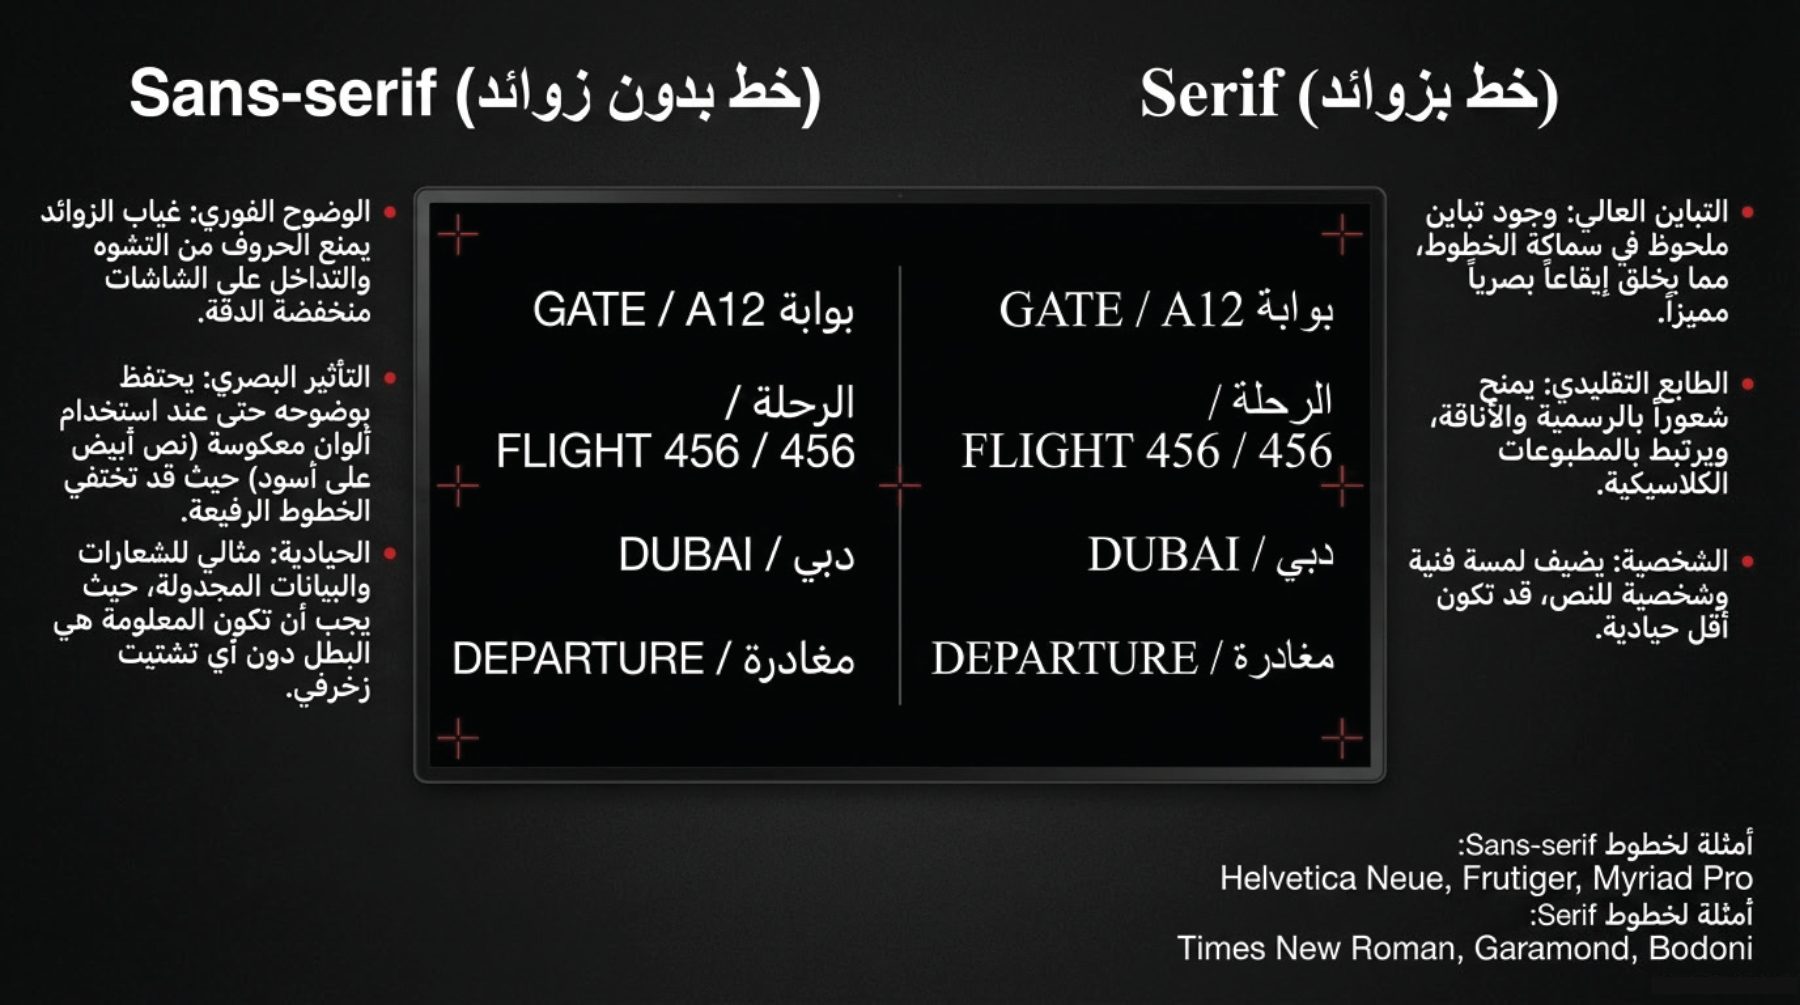 Serif (خط بزوائد)
Sans-serif (خط بدون زوائد)
التباين العالي: وجود تباين
ملحوظ في سماكة الخطوط،
مما يخلق إيقاعاً بصرياً
مميزاً.
الطابع التقليدي: يمنح
شعوراً بالرسمية والأناقة،
ويرتبط بالمطبوعات
الكلاسيكية.
الشخصية: يضيف لمسة فنية
وشخصية للنص، قد تكون
أقل حيادية.
بوابة GATE / A12
الرحلة /
FLIGHT 456 / 456
دبي / DUBAI
مغادرة / DEPARTURE
بوابة GATE / A12
الرحلة /
FLIGHT 456 / 456
دبي / DUBAI
مغادرة / DEPARTURE
الوضوح الفوري: غياب الزوائد
يمنع الحروف من التشوه
والتداخل على الشاشات
منخفضة الدقة.
التأثير البصري: يحتفظ
بوضوحه حتى عند استخدام
ألوان معكوسة (نص أبيض
على أسود) حيث قد تختفي
الخطوط الرفيعة.
الحيادية: مثالي للشعارات
والبيانات المجدولة، حيث
يجب أن تكون المعلومة هي
البطل دون أي تشتيت
زخرفي.
أمثلة لخطوط Sans-serif:
Helvetica Neue, Frutiger, Myriad Pro
أمثلة لخطوط Serif:
Times New Roman, Garamond, Bodoni